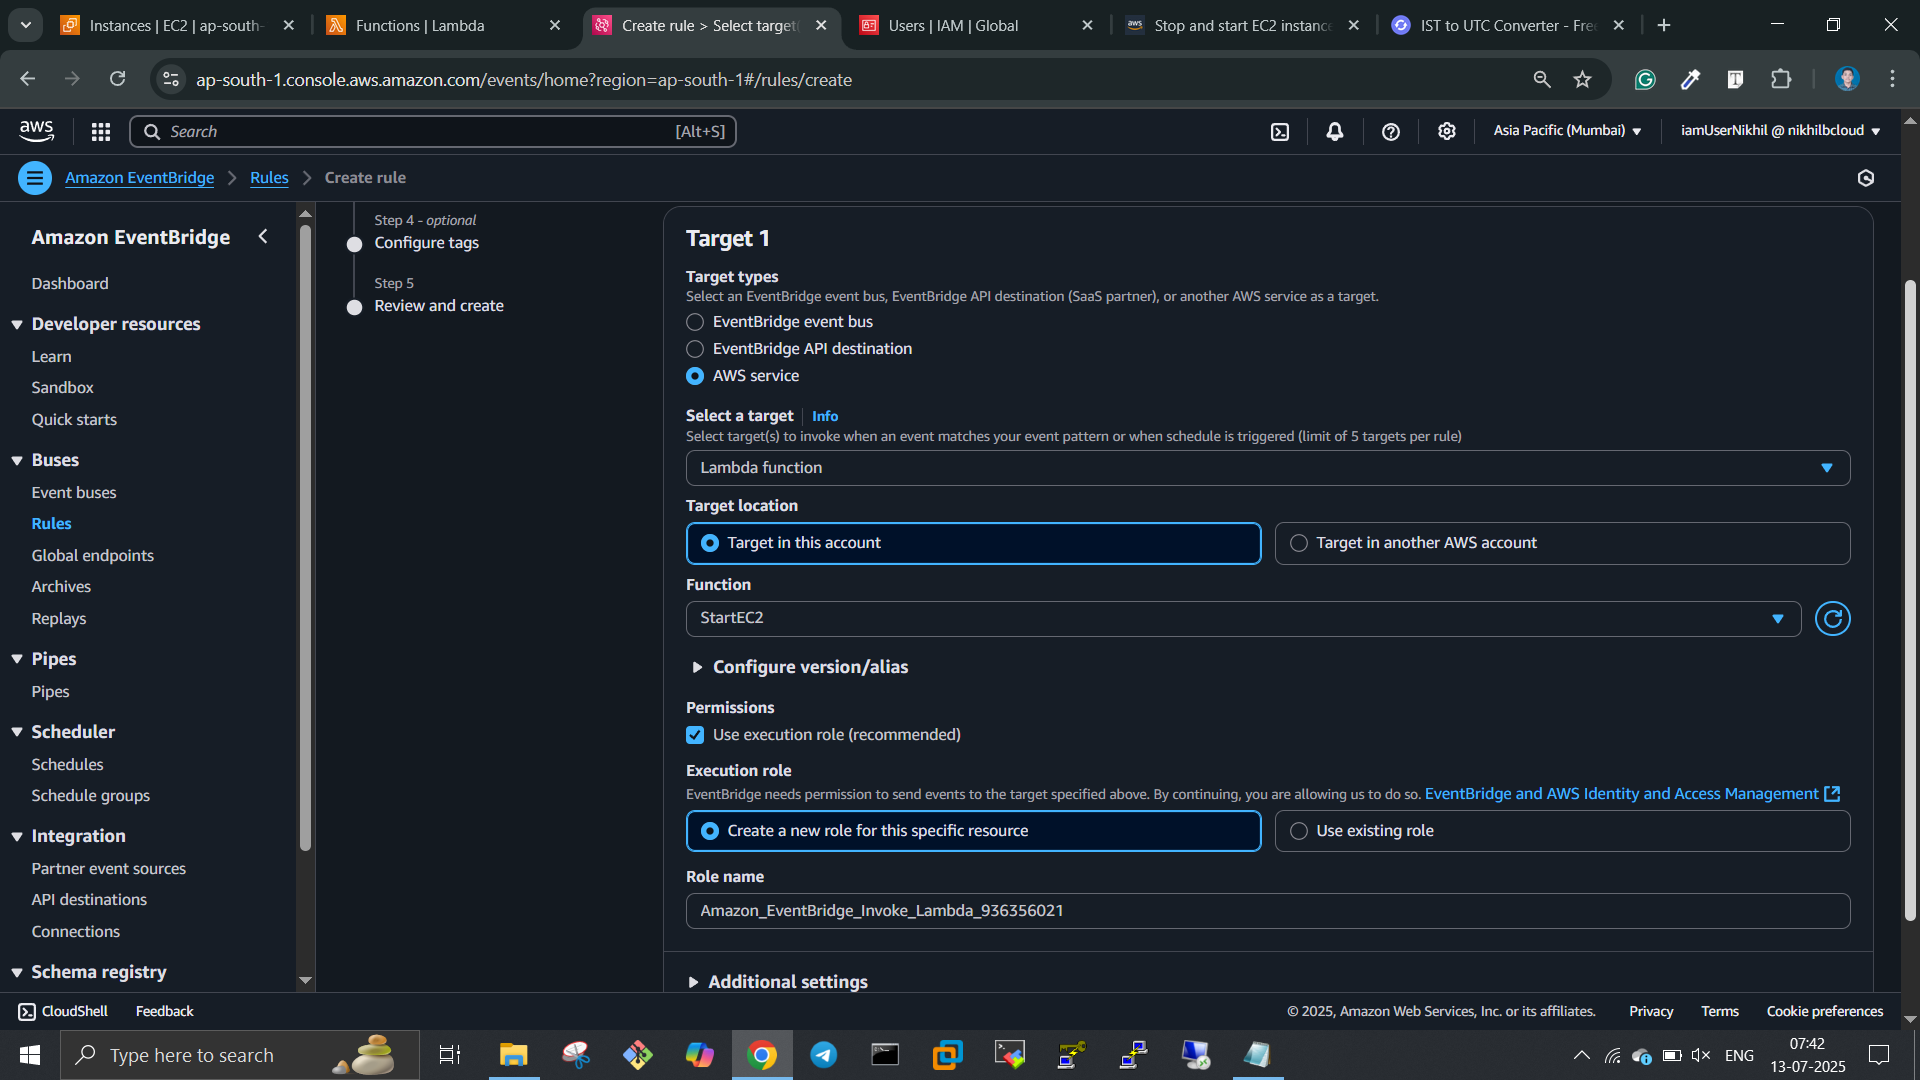 Instances | EC2 | ap-south-
Functions | Lambda
Create rule > Select target(
Users | IAM | Global
Stop and start EC2 instance
IST to UTC Converter - Fre
ap-south-1.console.aws.amazon.com/events/home?region=ap-south-1#/rules/create
aws
Search
[Alt+S]
Asia Pacific (Mumbai)
iamUserNikhil @ nikhilbcloud
Amazon EventBridge
Rules
Create rule
Amazon EventBridge
Dashboard
Developer resources
Learn
Sandbox
Quick starts
Buses
Event buses
Rules
Global endpoints
Archives
Replays
Pipes
Pipes
Scheduler
Schedules
Schedule groups
Integration
Partner event sources
API destinations
Connections
Schema registry
Step 4 - optional
Configure tags
Step 5
Review and create
Target 1
Target types
Select an EventBridge event bus, EventBridge API destination (SaaS partner), or another AWS service as a target.
EventBridge event bus
EventBridge API destination
AWS service
Select a target
Info
Select target(s) to invoke when an event matches your event pattern or when schedule is triggered (limit of 5 targets per rule)
Lambda function
Target location
Target in this account
Target in another AWS account
Function
StartEC2
Configure version/alias
Permissions
Use execution role (recommended)
Execution role
EventBridge needs permission to send events to the target specified above. By continuing, you are allowing us to do so. EventBridge and AWS Identity and Access Management
Create a new role for this specific resource
Use existing role
Role name
Amazon_EventBridge_Invoke_Lambda_936356021
Additional settings
CloudShell
Feedback
© 2025, Amazon Web Services, Inc. or its affiliates.
Privacy
Terms
Cookie preferences
Type here to search
ENG
07:42
13-07-2025